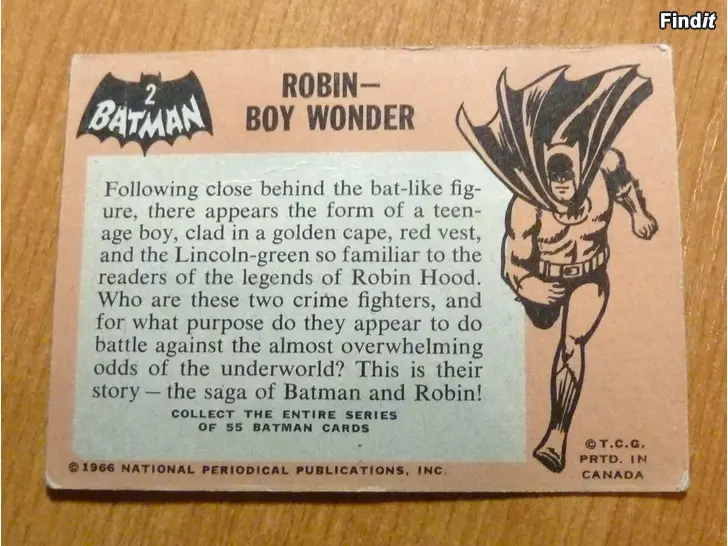 Findit
2
BATMAN
ROBIN—
BOY WONDER
Following close behind the bat-like fig-
ure, there appears the form of a teen-
age boy, clad in a golden cape, red vest,
and the Lincoln-green so familiar to the
readers of the legends of Robin Hood.
Who are these two crime fighters, and
for what purpose do they appear to do
battle against the almost overwhelming
odds of the underworld? This is their
story — the saga of Batman and Robin!
COLLECT THE ENTIRE SERIES
OF 55 BATMAN CARDS
© 1966 NATIONAL PERIODICAL PUBLICATIONS, INC.
© T.C.G.
PRTD. IN
CANADA